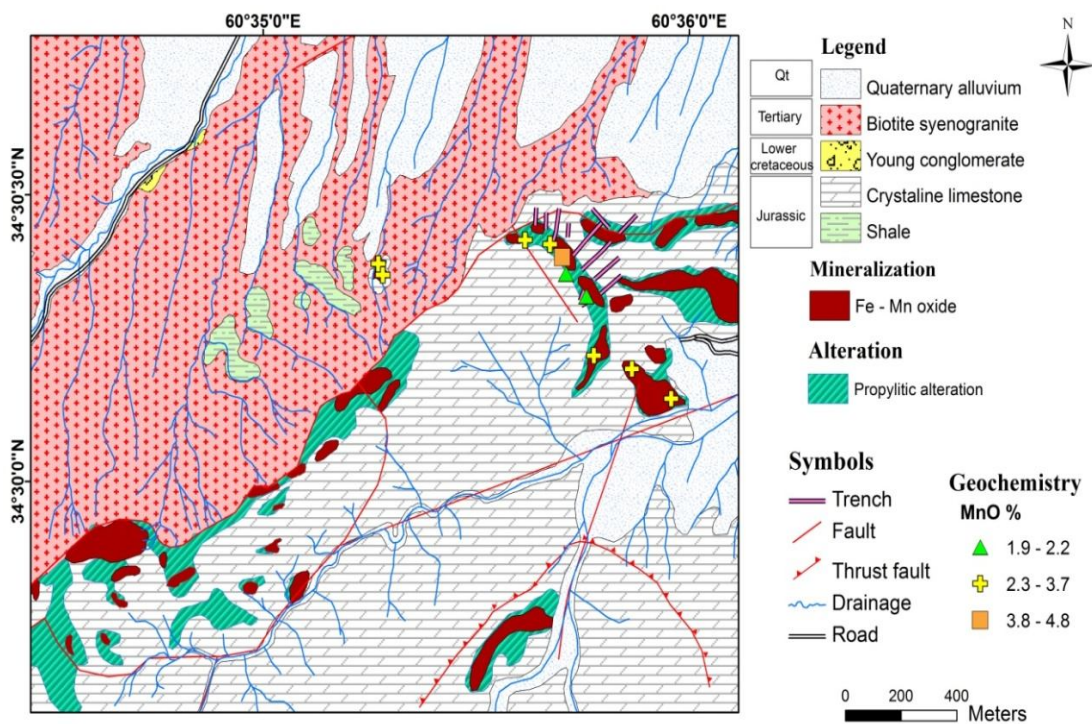 60°35'0"E
60°36'0"E
N
34°30'30"N
34°30'0"N
Legend
Qt
Quaternary alluvium
Tertiary
Biotite syenogranite
Lower
cretaceous
Young conglomerate
Jurassic
Crystaline limestone
Shale
Mineralization
Fe - Mn oxide
Alteration
Propylitic alteration
Symbols
Trench
Fault
Thrust fault
Drainage
Road
Geochemistry
MnO %
1.9 - 2.2
2.3 - 3.7
3.8 - 4.8
0 200 400
Meters